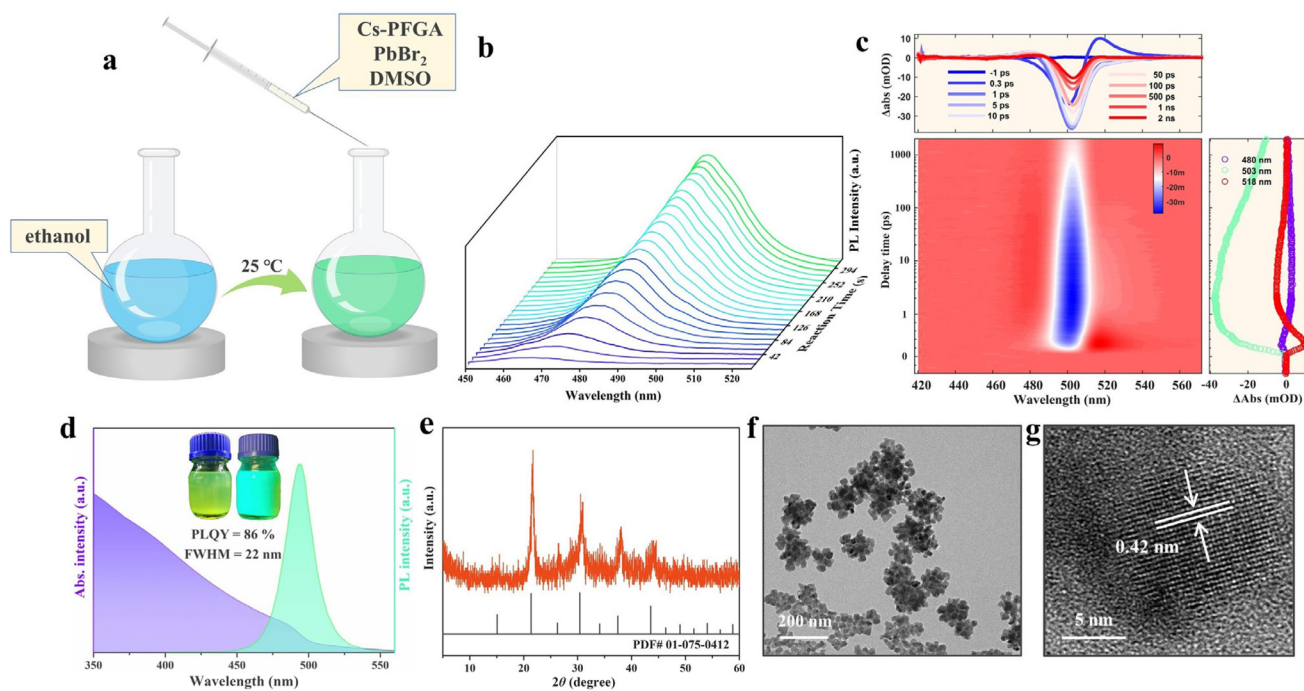 a
Cs-PFGA
PbBr₂
DMSO
ethanol
25 ℃
b
PL Intensity (a.u.)
Reaction Time (s)
294
252
210
168
126
84
42
450 460 470 480 490 500 510 520
Wavelength (nm)
c
Δabs (mOD)
10
0
-10
-20
-30
-1 ps
0.3 ps
1 ps
5 ps
10 ps
50 ps
100 ps
500 ps
1 ns
2 ns
Delay time (ps)
1000
100
10
1
0
0
-10m
-20m
-30m
420 440 460 480 500 520 540 560
Wavelength (nm)
480 nm
503 nm
518 nm
-40 -20 0
ΔAbs (mOD)
d
Abs. intensity (a.u.)
PL intensity (a.u.)
PLQY = 86 %
FWHM = 22 nm
350 400 450 500 550
Wavelength (nm)
e
Intensity (a.u.)
PDF# 01-075-0412
10 20 30 40 50 60
2θ (degree)
f
200 nm
g
0.42 nm
5 nm